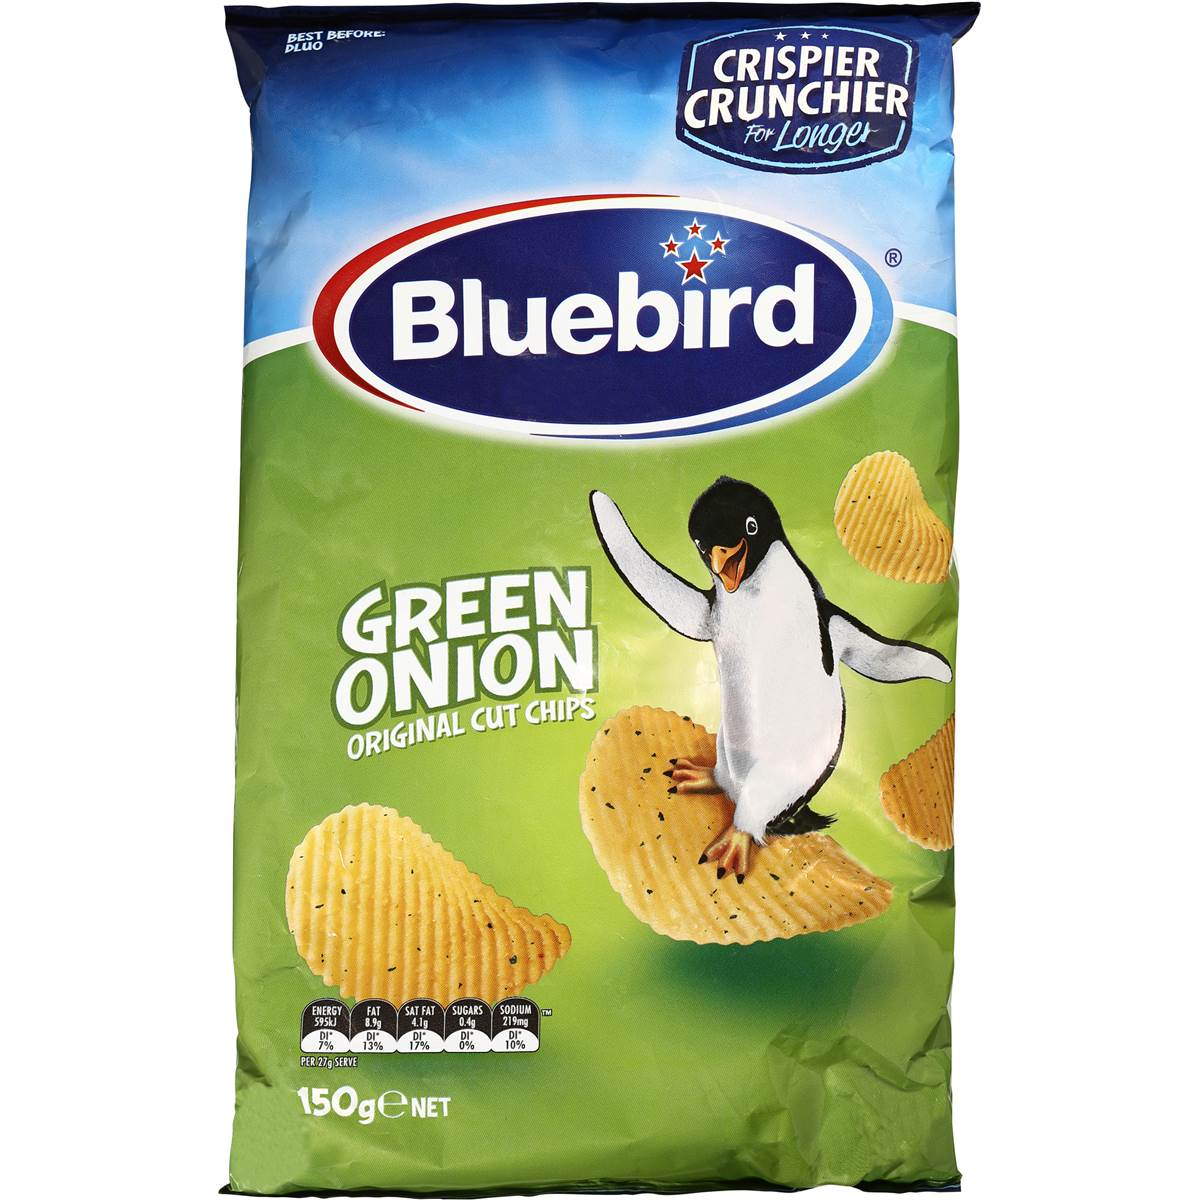 BEST BEFORE:
DLUO
CRISPIER
CRUNCHIER
For Longer
Bluebird
®
GREEN
ONION
ORIGINAL CUT CHIPS
ENERGY FAT SAT FAT SUGARS SODIUM ™
595kJ 8.9g 4.1g 0.4g 219mg
DI* DI* DI* DI* DI*
7% 13% 17% 0% 10%
PER 27g SERVE
150g ℮ NET